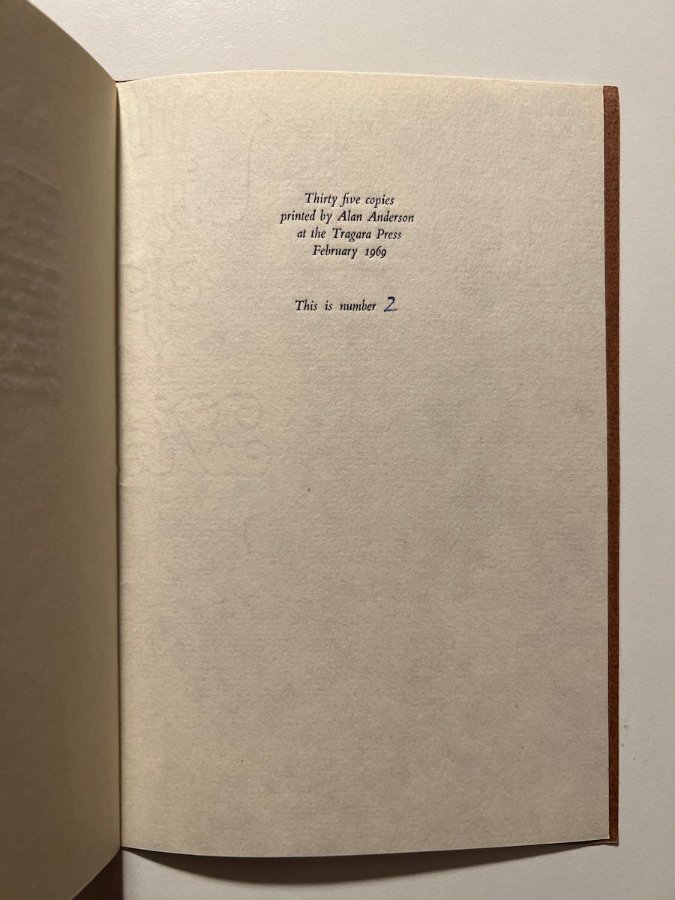 Thirty five copies
printed by Alan Anderson
at the Tragara Press
February 1969
This is number 2